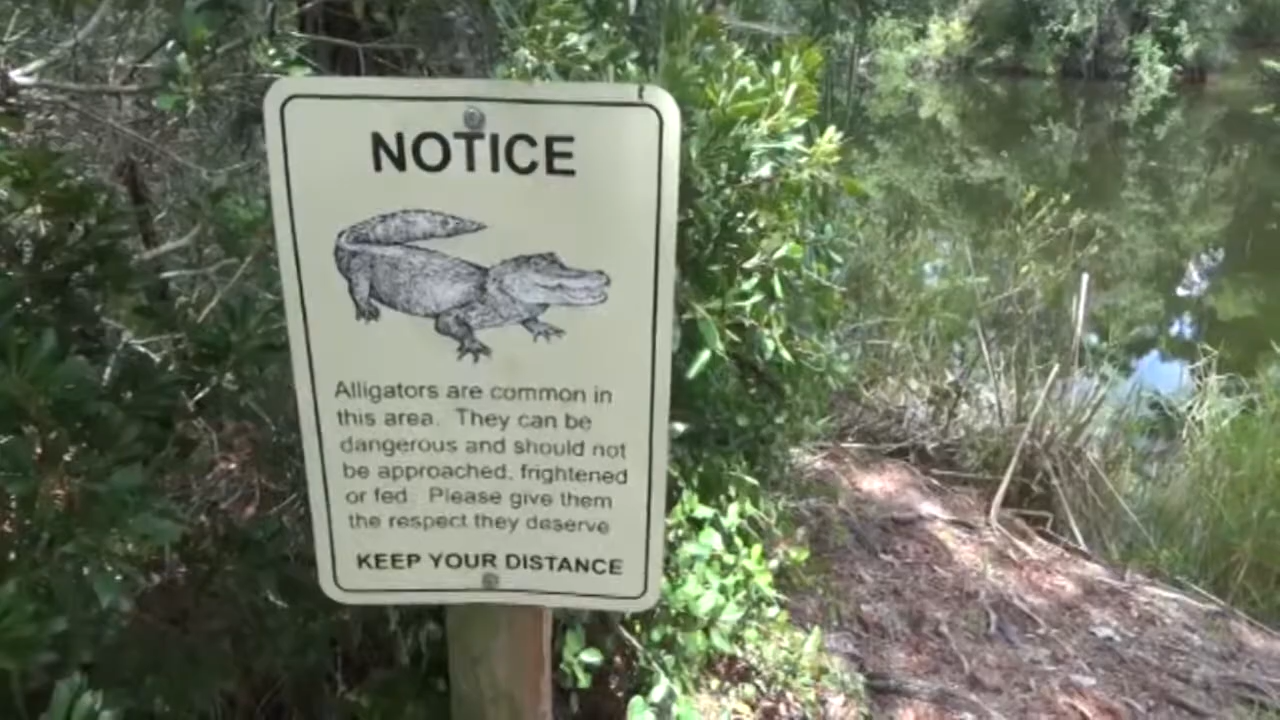 NOTICE
Alligators are common in
this area. They can be
dangerous and should not
be approached, frightened
or fed. Please give them
the respect they deserve
KEEP YOUR DISTANCE